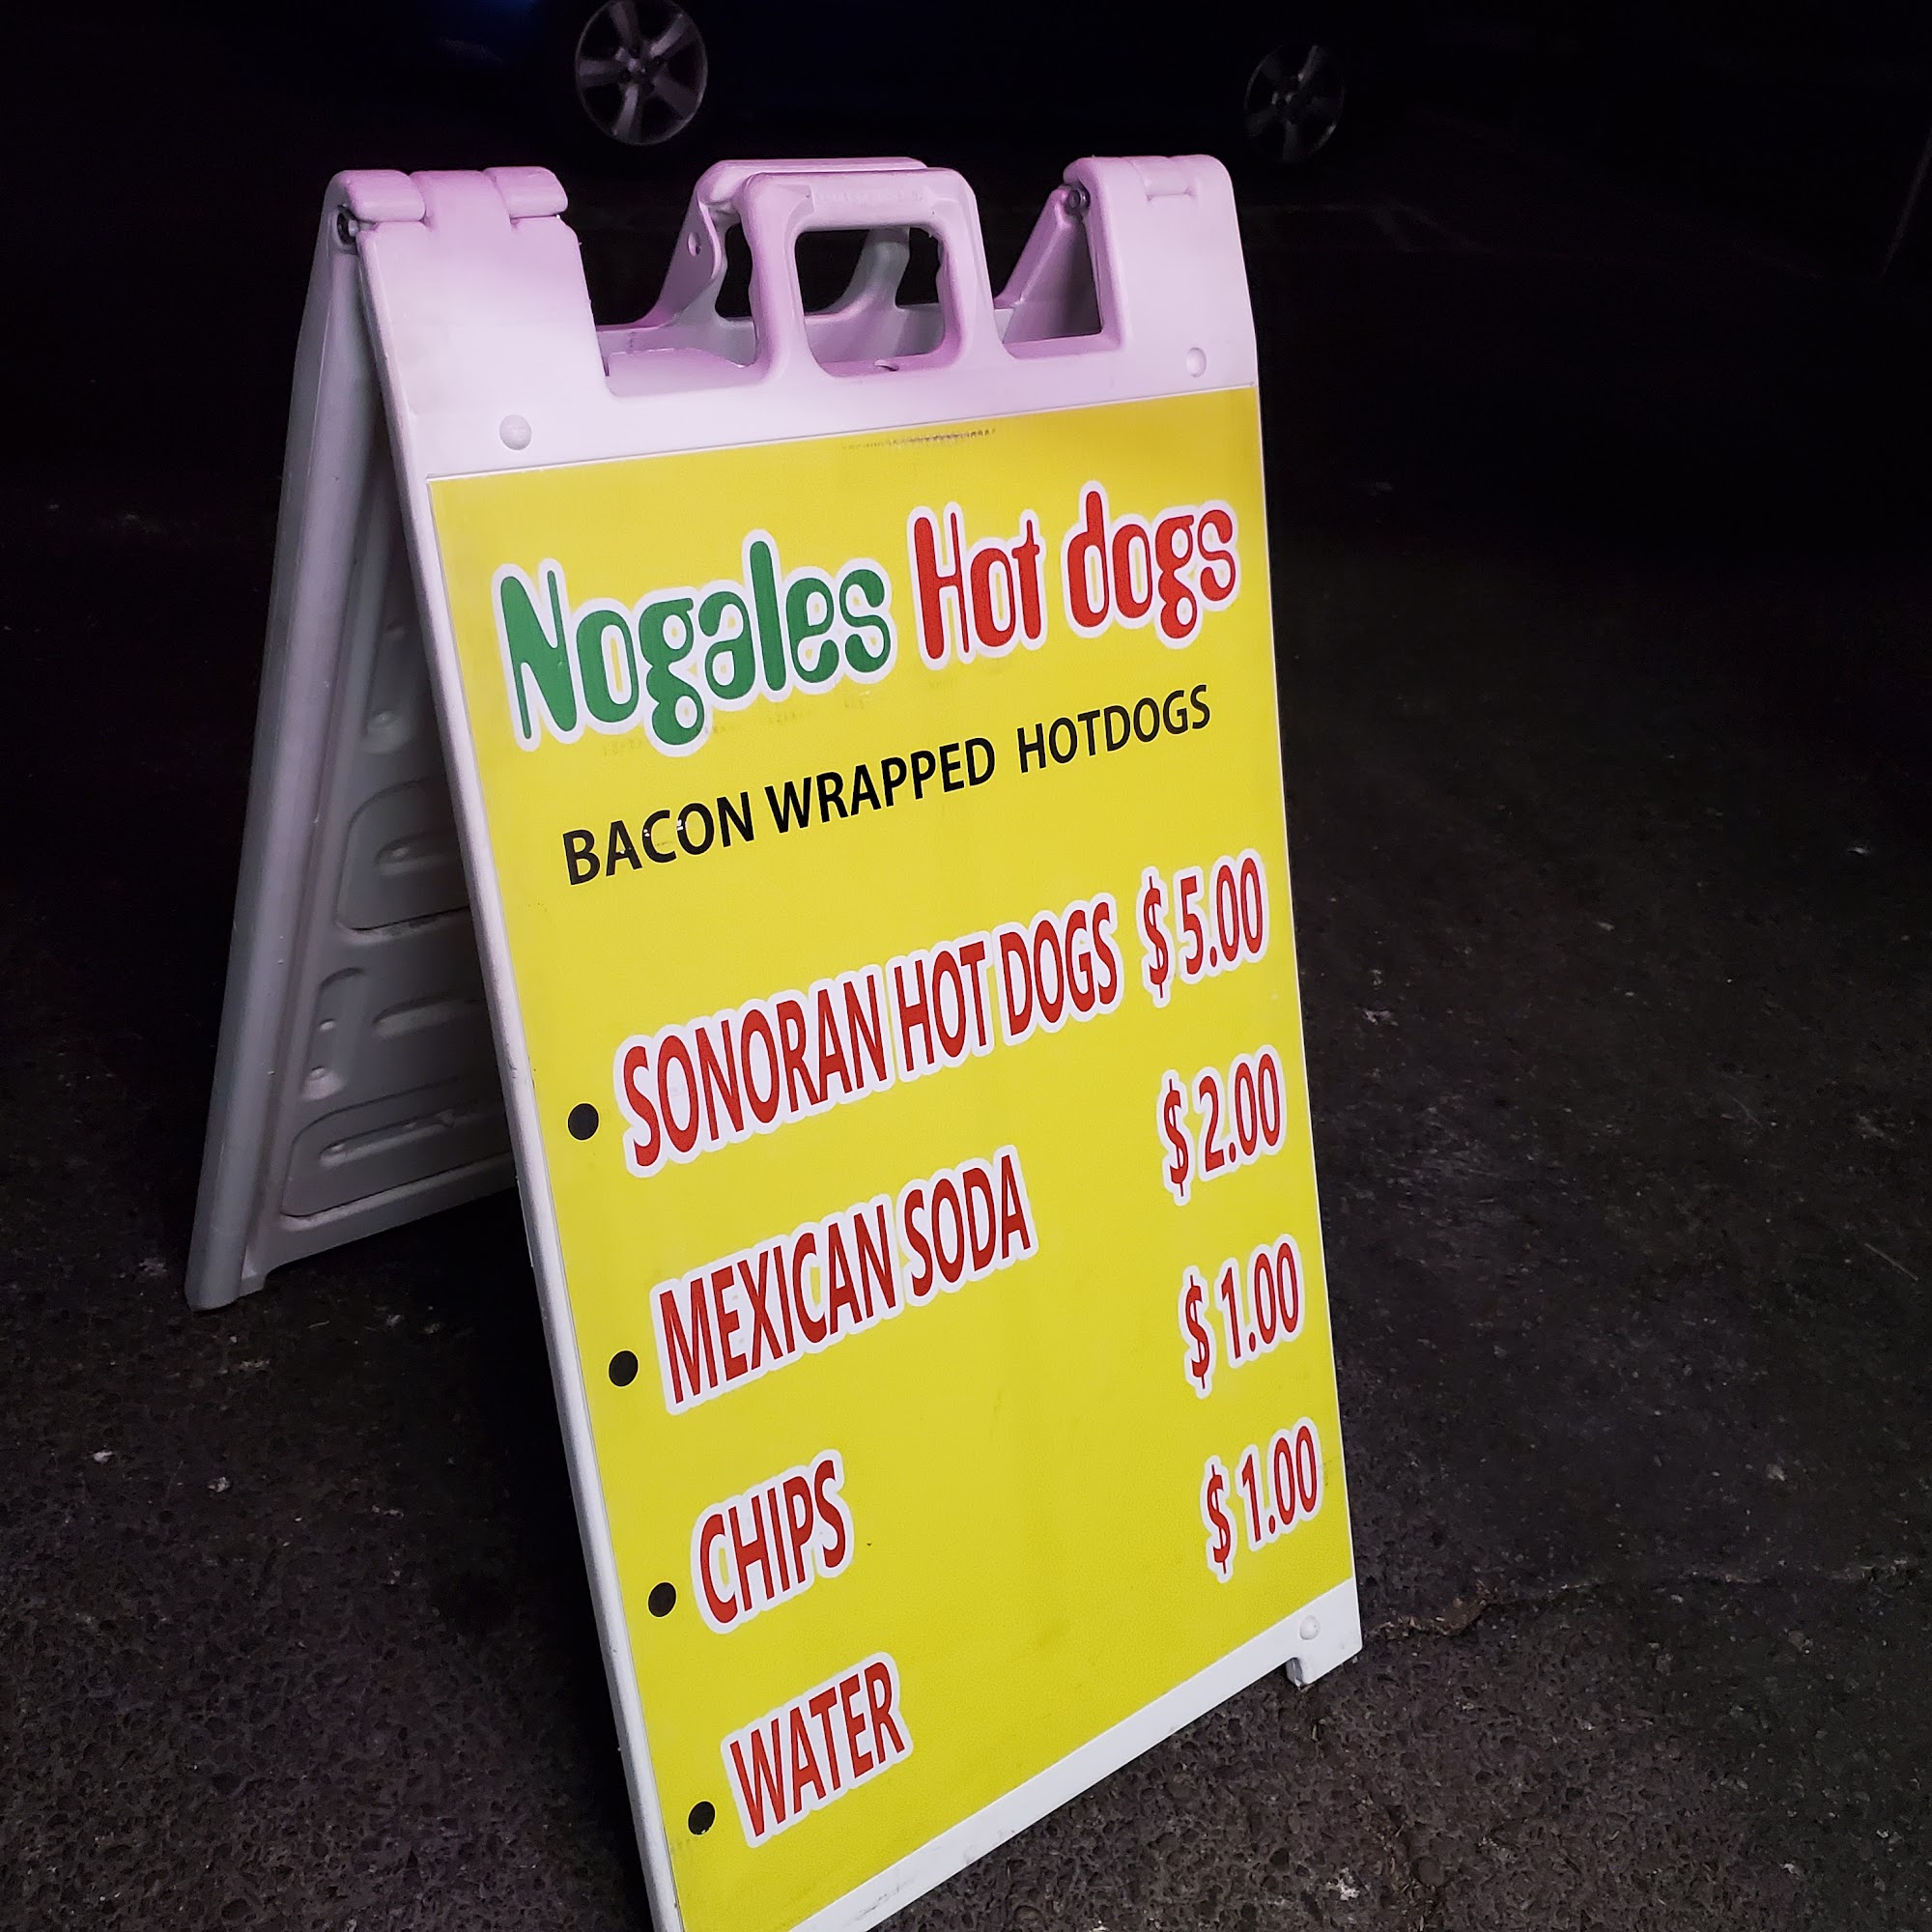 Nogales Hot dogs
BACON WRAPPED HOTDOGS
• SONORAN HOT DOGS $ 5.00
• MEXICAN SODA $ 2.00
• CHIPS $ 1.00
• WATER $ 1.00